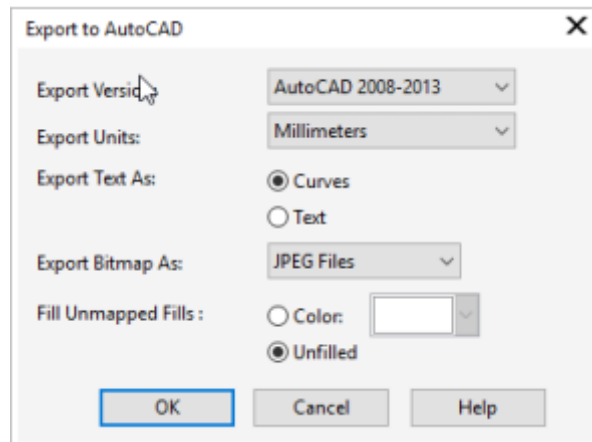 Export to AutoCAD
Export Version: AutoCAD 2008-2013
Export Units: Millimeters
Export Text As: Curves
Text
Export Bitmap As: JPEG Files
Fill Unmapped Fills : Color:
Unfilled
OK Cancel Help